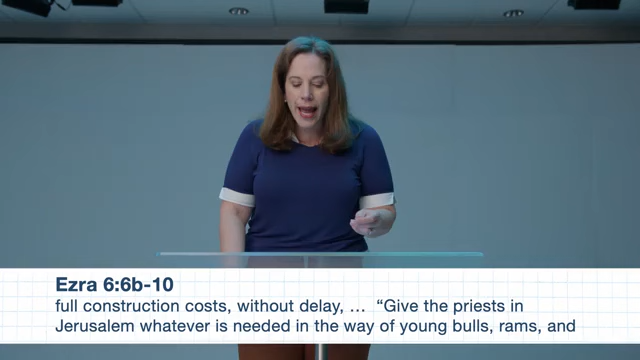 Ezra 6:6b-10
full construction costs, without delay, … “Give the priests in
Jerusalem whatever is needed in the way of young bulls, rams, and